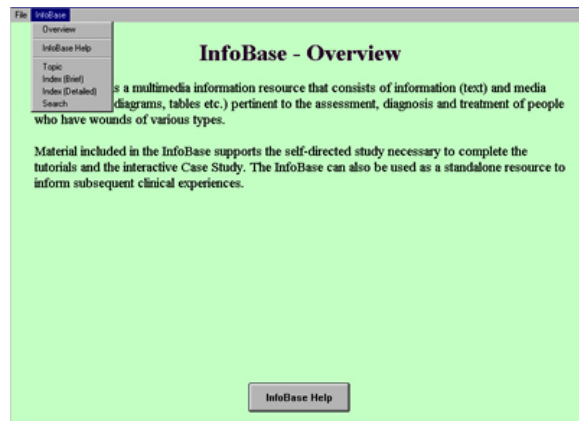 File InfoBase
Overview
InfoBase Help
Topic
Index (Brief)
Index (Detailed)
Search
InfoBase - Overview
s a multimedia information resource that consists of information (text) and media
diagrams, tables etc.) pertinent to the assessment, diagnosis and treatment of people
who have wounds of various types.
Material included in the InfoBase supports the self-directed study necessary to complete the
tutorials and the interactive Case Study. The InfoBase can also be used as a standalone resource to
inform subsequent clinical experiences.
InfoBase Help